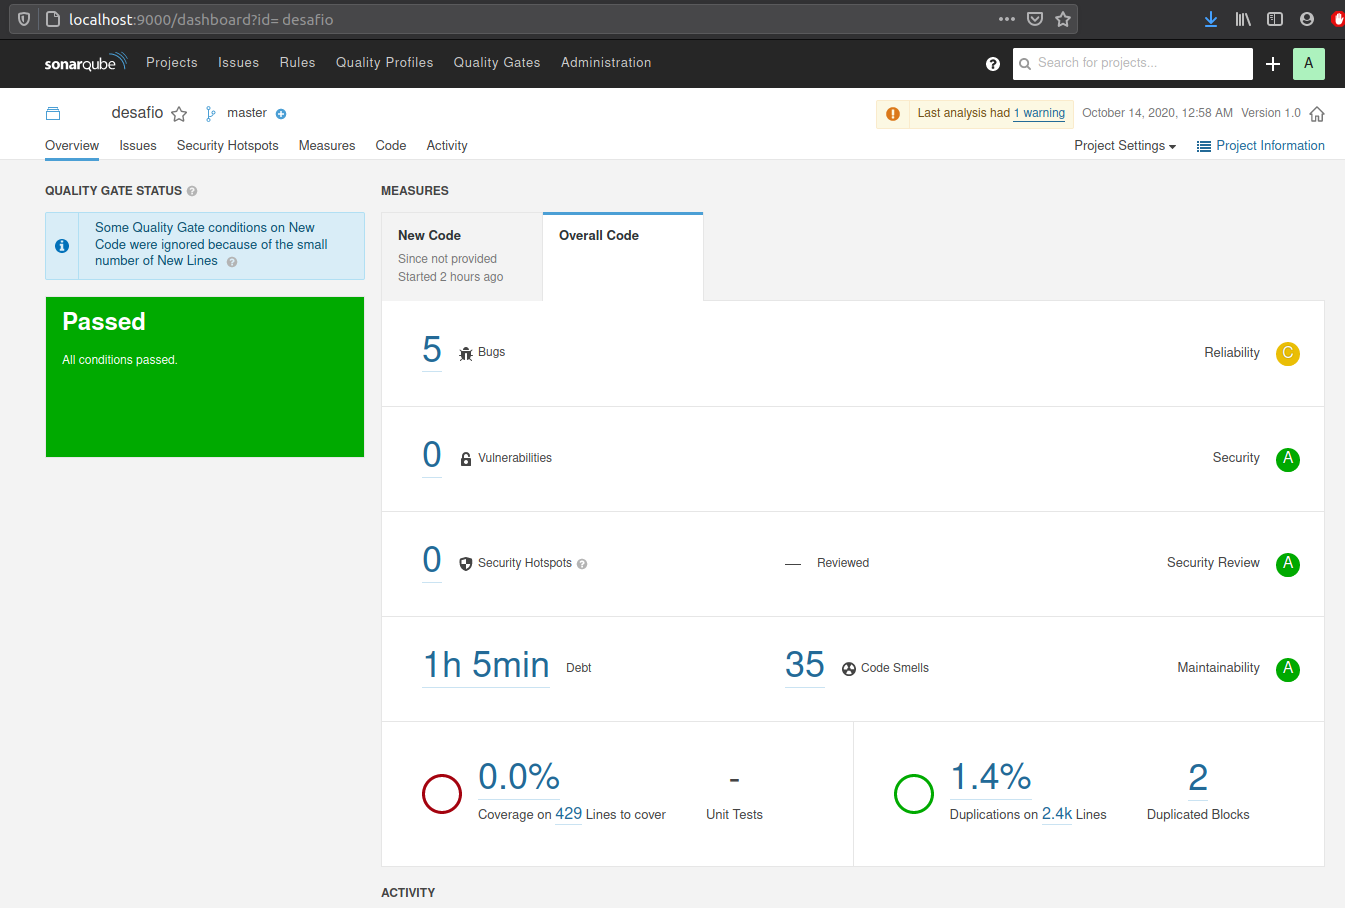 localhost:9000/dashboard?id= desafio
sonarqube Projects Issues Rules Quality Profiles Quality Gates Administration ? Search for projects... A
desafio master Last analysis had 1 warning October 14, 2020, 12:58 AM Version 1.0
Overview Issues Security Hotspots Measures Code Activity Project Settings Project Information
QUALITY GATE STATUS ?
Some Quality Gate conditions on New
Code were ignored because of the small
number of New Lines ?
Passed
All conditions passed.
MEASURES
New Code
Since not provided
Started 2 hours ago
Overall Code
5 Bugs Reliability C
0 Vulnerabilities Security A
0 Security Hotspots ? — Reviewed Security Review A
1h 5min Debt 35 Code Smells Maintainability A
0.0%
Coverage on 429 Lines to cover
-
Unit Tests
1.4%
Duplications on 2.4k Lines
2
Duplicated Blocks
ACTIVITY